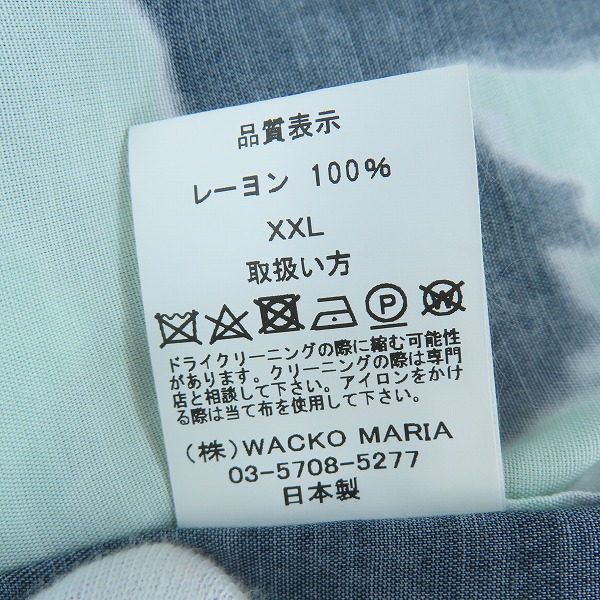 品質表示
レーヨン 100%
XXL
取扱い方
P W
ドライクリーニングの際に縮む可能性
があります。クリーニングの際は専門
店と相談して下さい。アイロンをかけ
る際は当て布を使用して下さい。
(株)WACKO MARIA
03-5708-5277
日本製